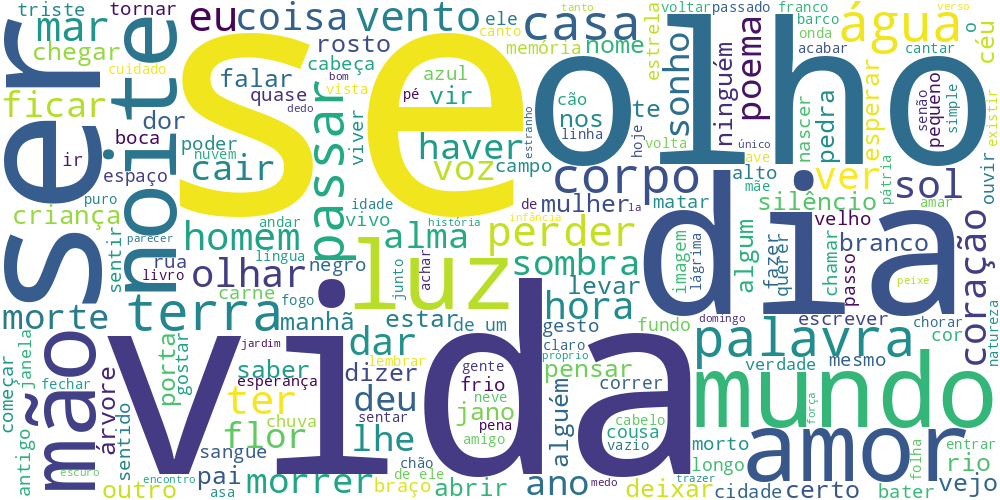 triste
tornar
mar
chegar
cuidado
ficar
ser
noite
dor
boca
ir
espaço
puro
criança
sentir
parecer
rua
livro
morte
terra
eu
coisa
vento
ele
canto
rosto
cabeça
falar
quase
bom
vista
dedo
azul
vir
pé
poder
nuvem
cair
passar
viver
haver
voz
se
casa
tanto
memória
nome
estrela
cão
nos
linha
te
hoje
estranho
campo
volta
olho
sonho
voltar
passado
franco
barco
onda
acabar
ninguém
poema
único
ave
nascer
pedra
água
verso
cantar
o
céu
esperar
senão
pequeno
simple
existir
ouvir
andar
idade
vivo
história
de
infância
la
mulher
corpo
matar
mãe
alto
silêncio
ver
pátria
amar
sol
homem
língua
alma
perder
olhar
negro
carne
fogo
manhã
luz
junto
achar
sombra
levar
hora
dia
imagem
lágrima
algum
fazer
querer
chamar
velho
passo
branco
peixe
coração
natureza
estar
de um
gesto
claro
próprio
fundo
domingo
escrever
chorar
cor
mão
começar
janela
fechar
antigo
árvore
sentido
porta
gostar
jardim
saber
esperança
ter
chuva
flor
dar
lembrar
dizer
deu
sentar
lhe
gente
frio
neve
jano
pena
amigo
pensar
correr
alguém
cabelo
cousa
vazio
palavra
verdade
mesmo
mundo
vida
escuro
encontro
outro
sangue
pai
asa
morrer
chão
de ele
braço
abrir
ano
medo
deixar
trazer
morto
longo
cidade
amor
força
certo
bater
folha
entrar
rio
vejo